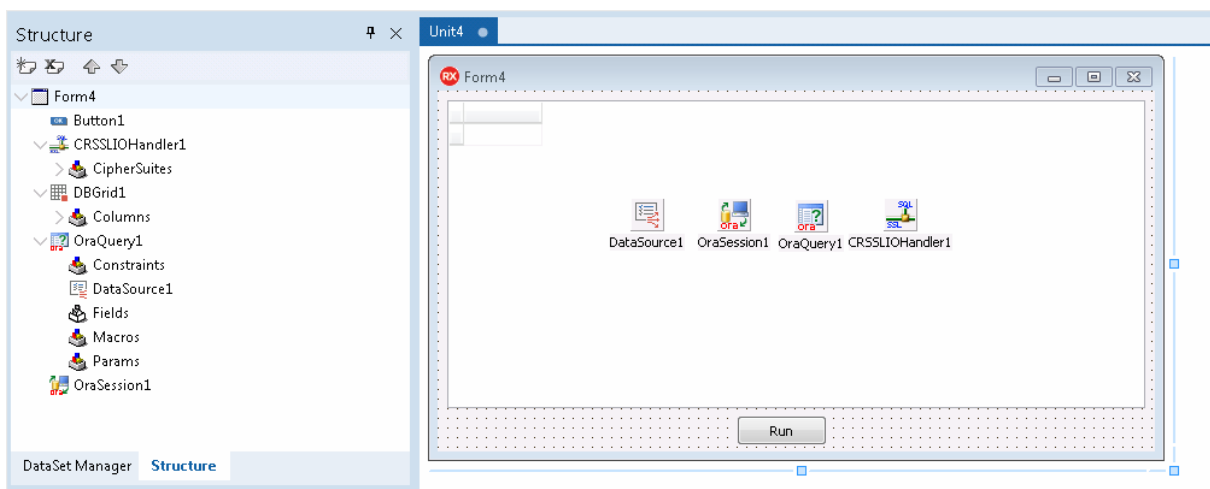 Structure
Form4
Button1
CRSSLIOHandler1
CipherSuites
DBGrid1
Columns
OraQuery1
Constraints
DataSource1
Fields
Macros
Params
OraSession1
DataSet Manager Structure
Unit4
RX Form4
DataSource1 OraSession1 OraQuery1 CRSSLIOHandler1
Run